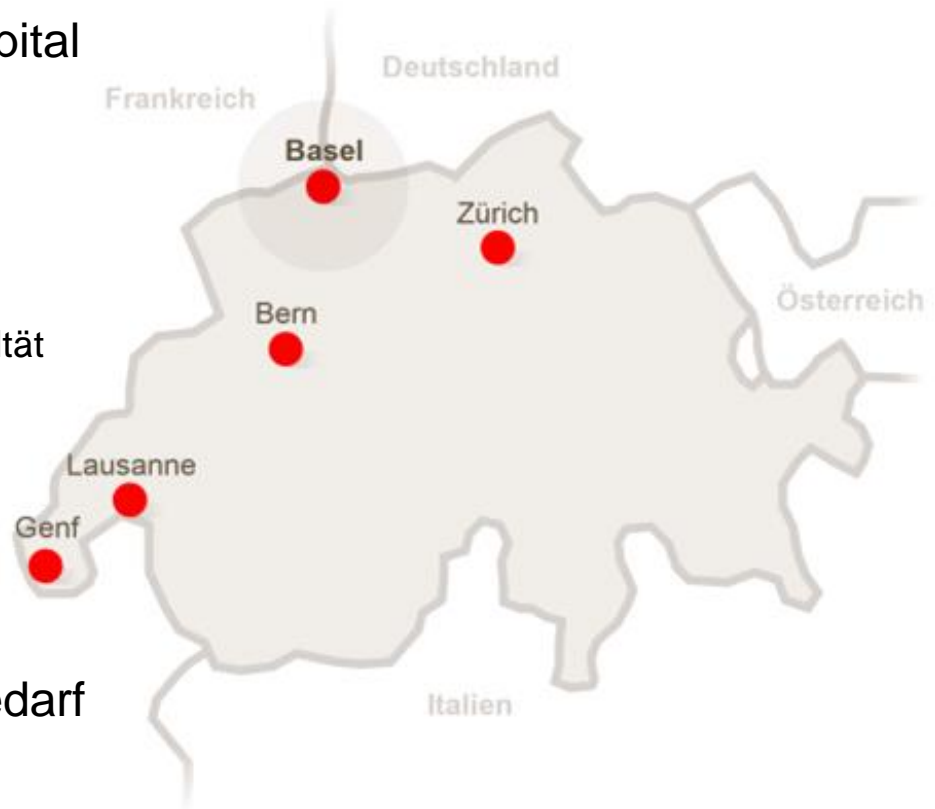 pital
Deutschland
Frankreich
Basel
Zürich
Österreich
Bern
tät
Lausanne
Genf
edarf
Italien